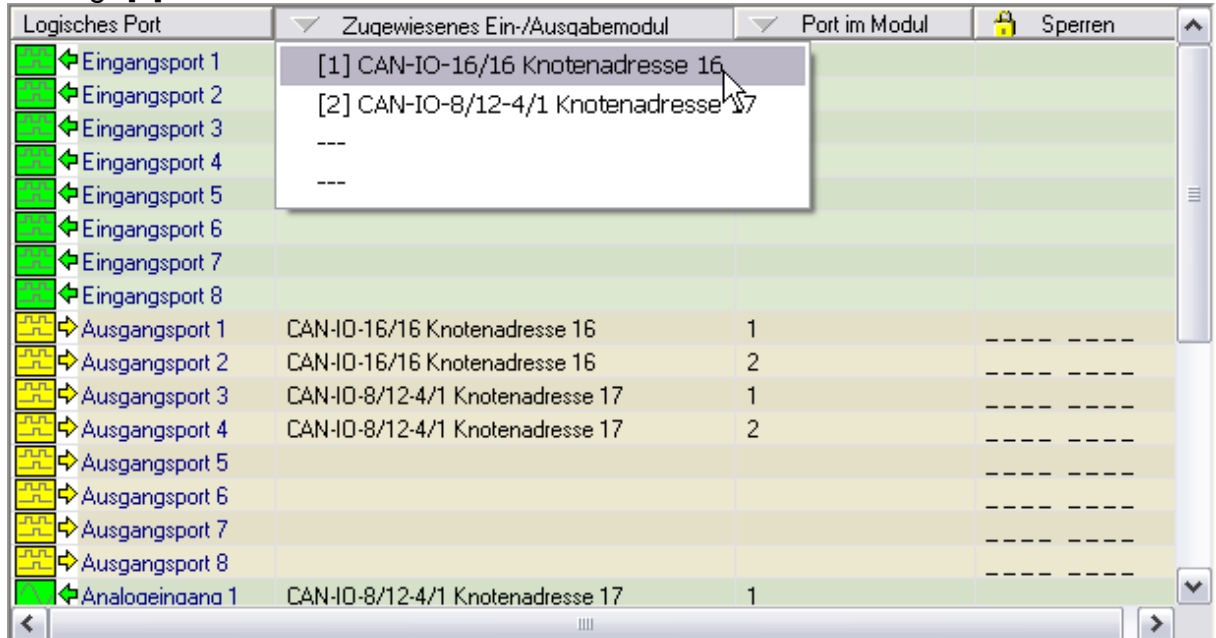 Logisches Port Zugewiesenes Ein-/Ausgabemodul Port im Modul Sperren
Eingangsport 1 [1] CAN-IO-16/16 Knotenadresse 16
Eingangsport 2 [2] CAN-IO-8/12-4/1 Knotenadresse 17
Eingangsport 3 ---
Eingangsport 4
Eingangsport 5 ---
Eingangsport 6
Eingangsport 7
Eingangsport 8
Ausgangsport 1 CAN-IO-16/16 Knotenadresse 16 1 _ _ _ _ _ _ _ _
Ausgangsport 2 CAN-IO-16/16 Knotenadresse 16 2 _ _ _ _ _ _ _ _
Ausgangsport 3 CAN-IO-8/12-4/1 Knotenadresse 17 1 _ _ _ _ _ _ _ _
Ausgangsport 4 CAN-IO-8/12-4/1 Knotenadresse 17 2 _ _ _ _ _ _ _ _
Ausgangsport 5 _ _ _ _ _ _ _ _
Ausgangsport 6 _ _ _ _ _ _ _ _
Ausgangsport 7 _ _ _ _ _ _ _ _
Ausgangsport 8 _ _ _ _ _ _ _ _
Analogeingang 1 CAN-IO-8/12-4/1 Knotenadresse 17 1